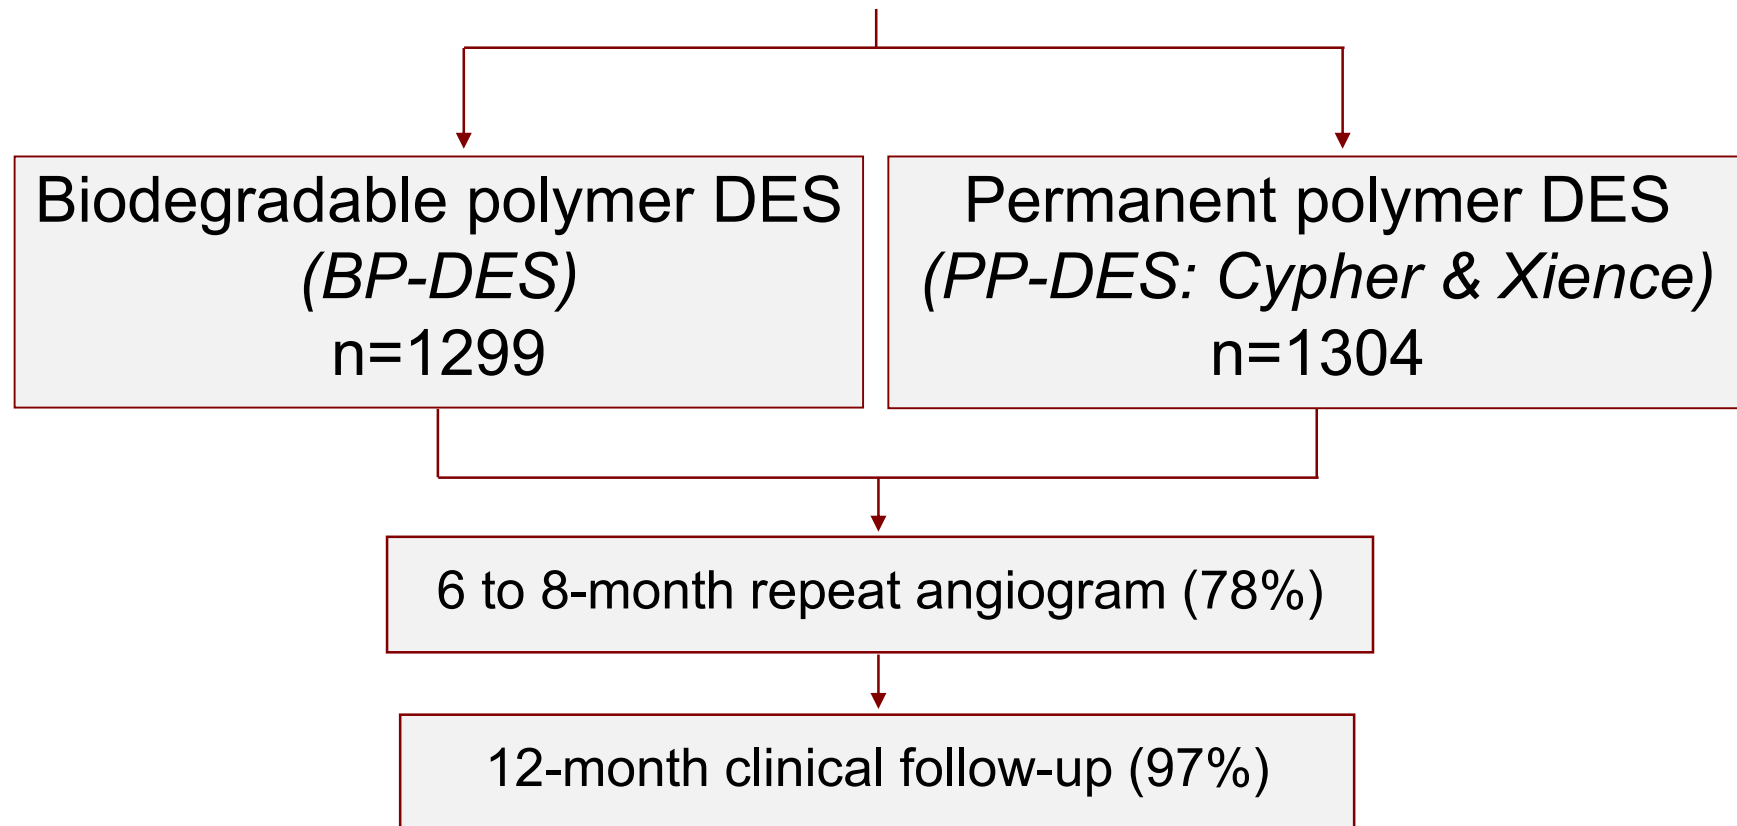 Biodegradable polymer DES
(BP-DES)
n=1299
Permanent polymer DES
(PP-DES: Cypher & Xience)
n=1304
6 to 8-month repeat angiogram (78%)
12-month clinical follow-up (97%)